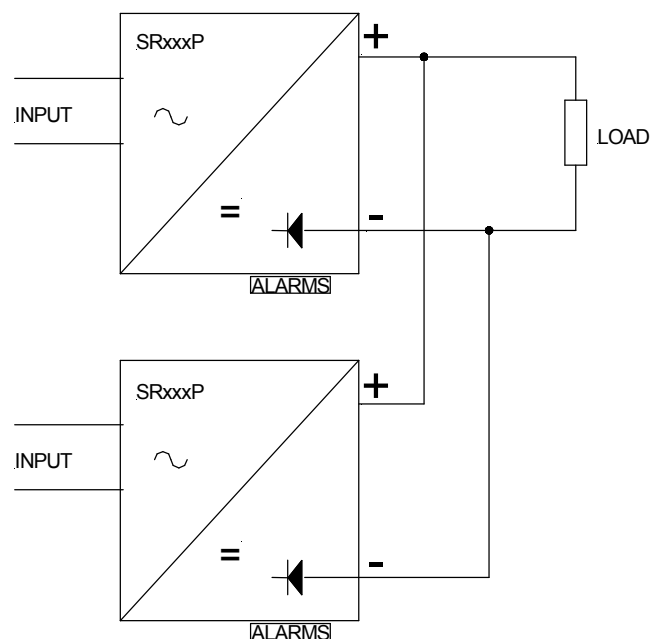 +
SRxxxP
INPUT
LOAD
=
-
ALARMS
+
SRxxxP
INPUT
=
-
ALARMS